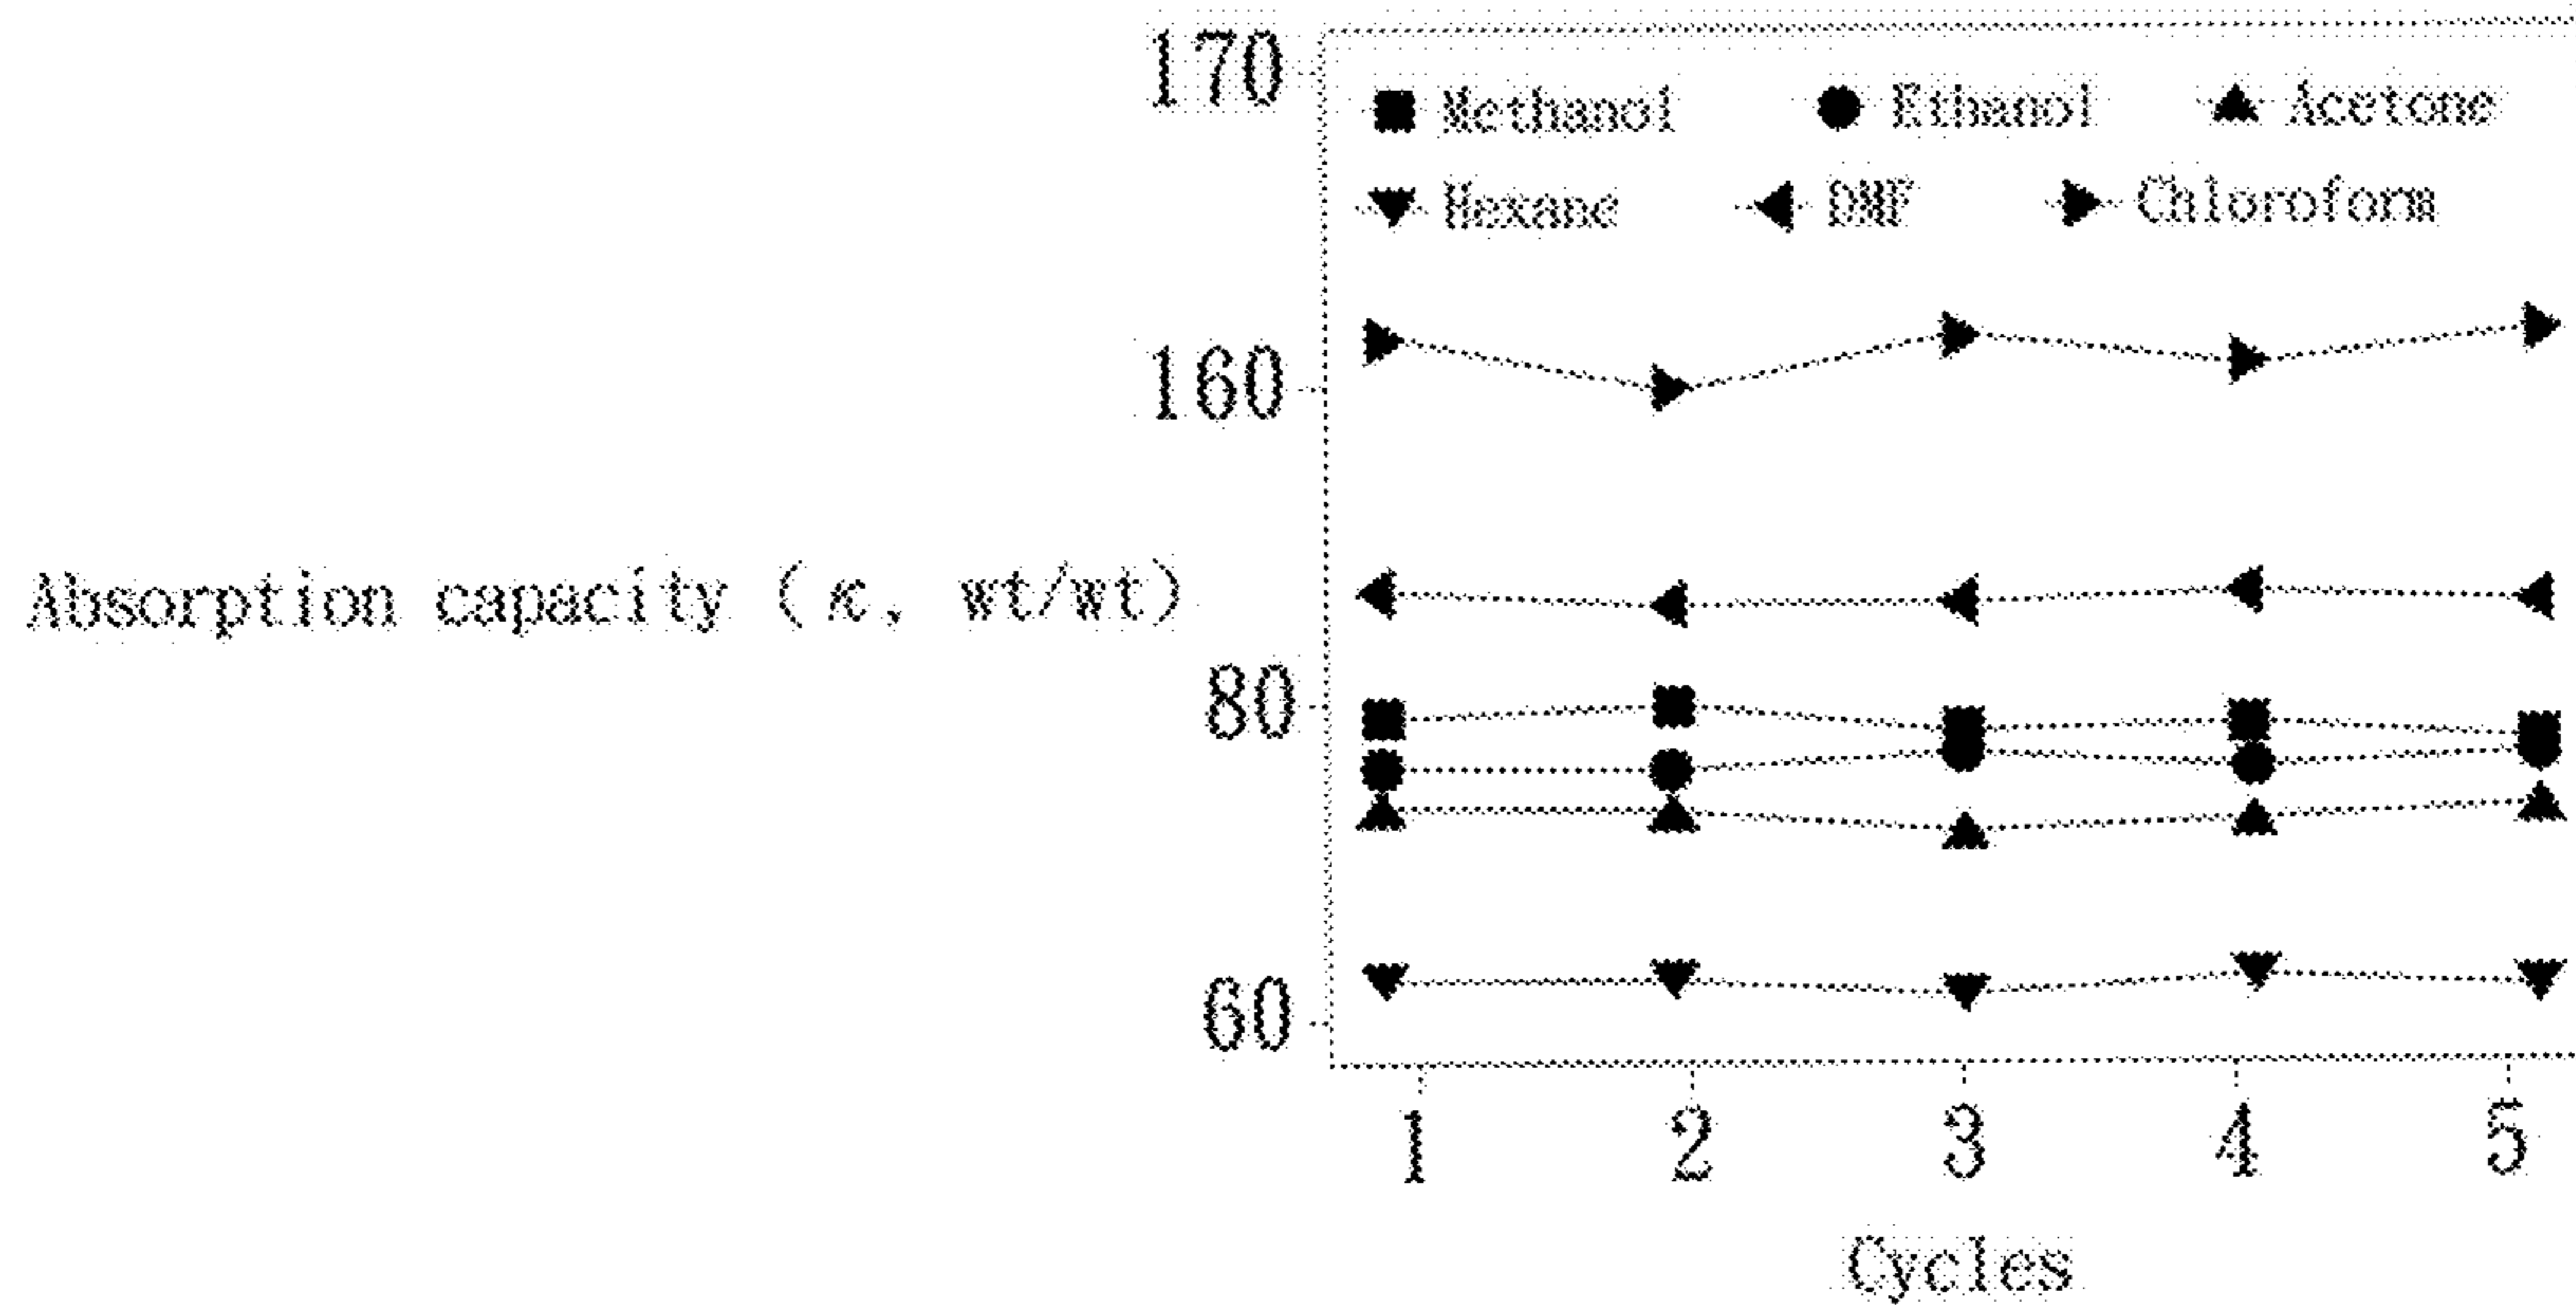 170
Methanol Ethanol Acetone
Hexane DMF Chloroform
160
Absorption capacity (κ, wt/wt)
80
60
1 2 3 4 5
Cycles